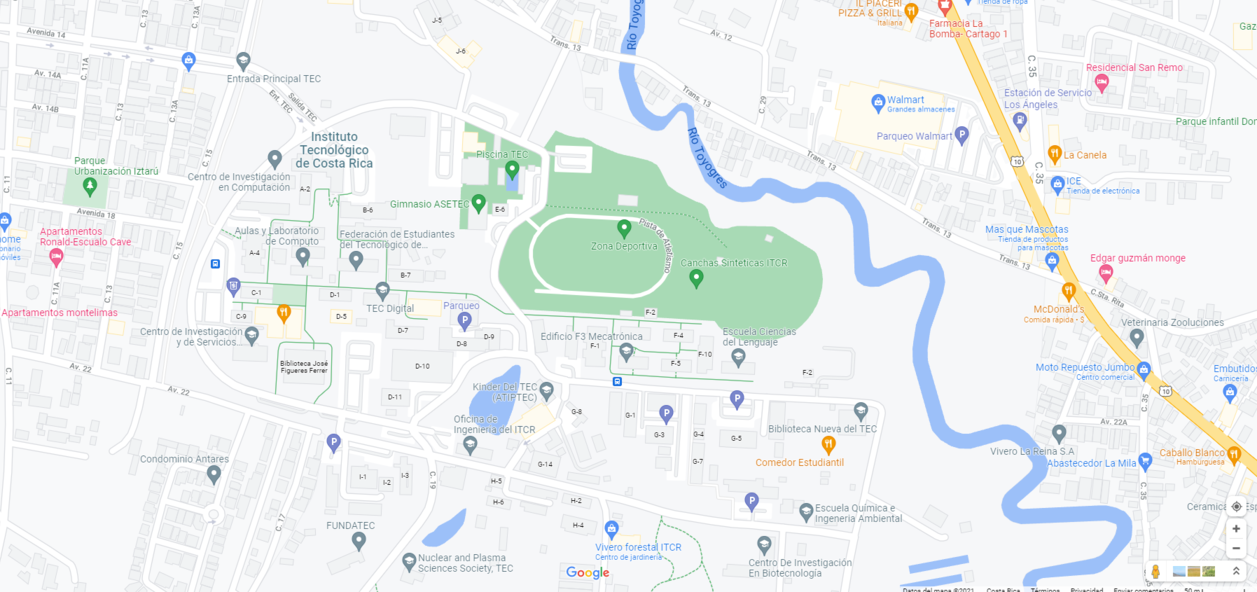 Río Toyogres
IL PIACERI
PIZZA & GRILL
Italiana
Tienda de ropa
Farmacia La
Bomba- Cartago 1
J-5
J-6
Avenida 14
Av. 12
Trans. 13
C. 35
Av. 14A
C. 11A
C. 13
C. 13A
Entrada Principal TEC
Ent. TEC
Salida TEC
Residencial San Remo
Estación de Servicio
Los Ángeles
Walmart
Grandes almacenes
Parqueo Walmart
Av. 14B
C. 29
Trans. 13
Parque infantil Don
Instituto
Tecnológico
de Costa Rica
C. 15
Río Toyogres
Trans. 13
10
C. 35
La Canela
Piscina TEC
Parque
Urbanización Iztarú
Centro de Investigación
en Computación
A-2
C. 11
C. 11A
C. 13
ICE
Tienda de electrónica
Gimnasio ASETEC
E-6
B-6
Avenida 18
Pista de Atletismo
Zona Deportiva
Apartamentos
Ronald-Escualo Cave
Aulas y Laboratorio
de Computo
Federación de Estudiantes
del Tecnológico de...
Mas que Mascotas
Tienda de productos
para mascotas
Canchas Sinteticas ITCR
Edgar guzmán monge
B-7
C.Sta. Rita
C-1
D-1
TEC Digital
Parqueo
McDonald's
Comida rápida - $
Apartamentos montelimas
C-9
D-5
D-7
D-8
D-9
F-2
Edificio F3 Mecatrónica
F-1
F-4
F-5
F-10
Escuela Ciencias
del Lenguaje
Veterinaria Zooluciones
Centro de Investigación
y de Servicios...
Biblioteca José
Figueres Ferrer
D-10
F-2
Moto Repuesto Jumbo
Centro comercial
Embutidos
Carnicería
10
C. 11
Kinder Del TEC
(ATIPTEC)
D-11
G-8
G-1
C. 35
Oficina de
Ingeniería del ITCR
G-3
G-4
G-5
Biblioteca Nueva del TEC
Av. 22A
Comedor Estudiantil
G-7
G-14
Vivero La Reina S.A
Abastecedor La Mila
Caballo Blanco
Hamburguesa
Condominio Antares
I-1
I-2
I-3
C. 19
H-5
H-6
H-2
H-4
C. 17
FUNDATEC
Escuela Química e
Ingeniería Ambiental
Nuclear and Plasma
Sciences Society, TEC
Vivero forestal ITCR
Centro de jardinería
Centro De Investigación
En Biotecnología
Google
Datos del mapa ©2021
Costa Rica
Términos
Privacidad
Enviar comentarios
50 m